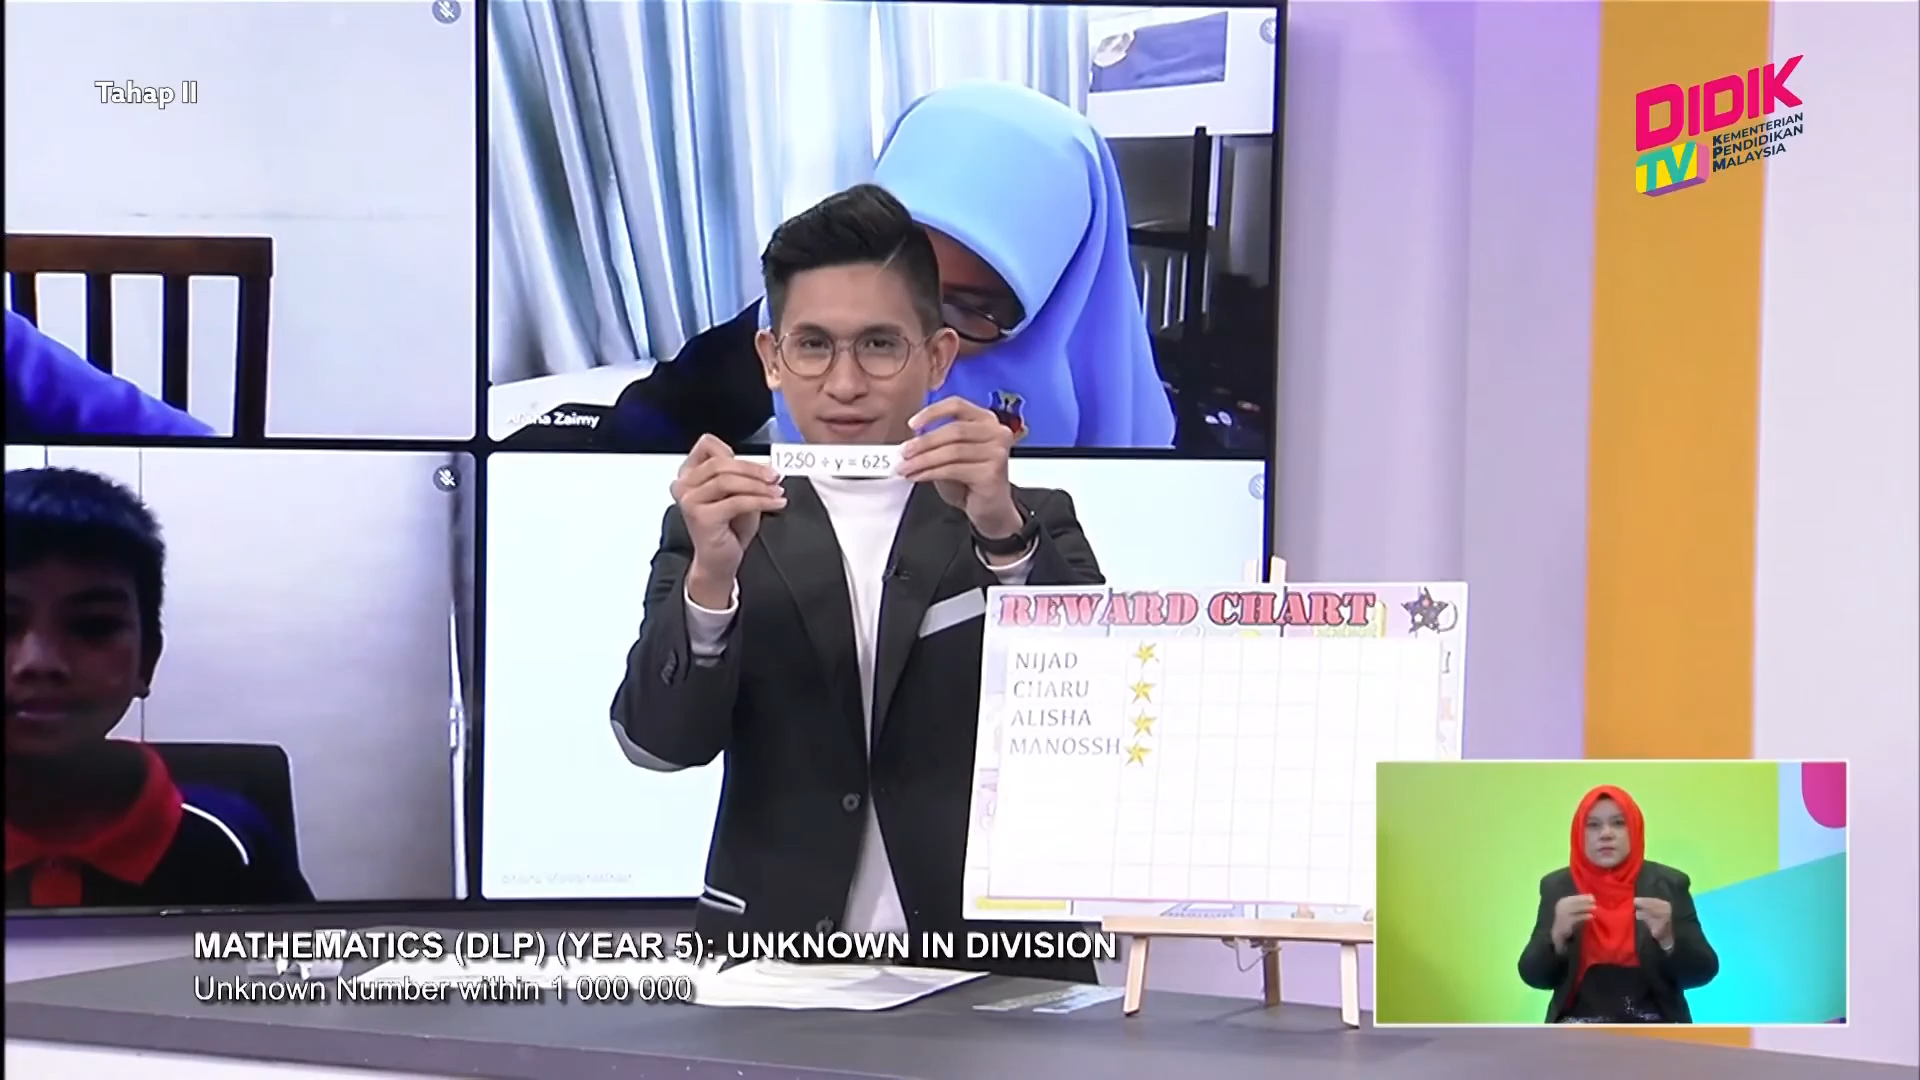 Tahap II
DIDIK
TV
KEMENTERIAN
PENDIDIKAN
MALAYSIA
Zaimy
1250 ÷ y = 625
REWARD CHART
NIJAD
CHARU
ALISHA
MANOSSH
MATHEMATICS (DLP) (YEAR 5): UNKNOWN IN DIVISION
Unknown Number within 1 000 000